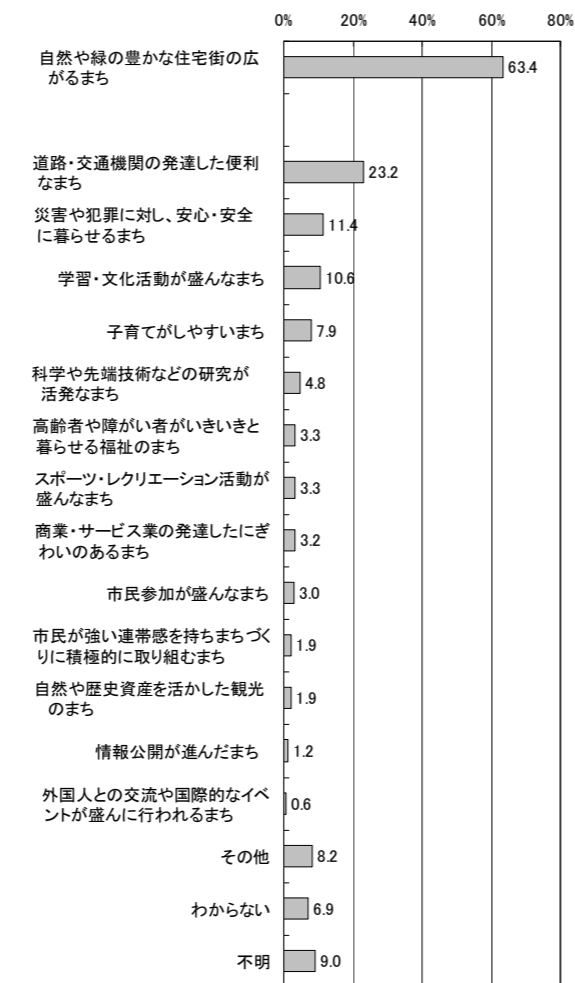 0% 20% 40% 60% 80%
自然や緑の豊かな住宅街の広
がるまち
63.4
道路・交通機関の発達した便利
なまち
23.2
災害や犯罪に対し、安心・安全
に暮らせるまち
11.4
学習・文化活動が盛んなまち
10.6
子育てがしやすいまち
7.9
科学や先端技術などの研究が
活発なまち
4.8
高齢者や障がい者がいきいきと
暮らせる福祉のまち
3.3
スポーツ・レクリエーション活動が
盛んなまち
3.3
商業・サービス業の発達したにぎ
わいのあるまち
3.2
市民参加が盛んなまち
3.0
市民が強い連帯感を持ちまちづく
りに積極的に取り組むまち
1.9
自然や歴史資産を活かした観光
のまち
1.9
情報公開が進んだまち
1.2
外国人との交流や国際的なイベ
ントが盛んに行われるまち
0.6
その他
8.2
わからない
6.9
不明
9.0